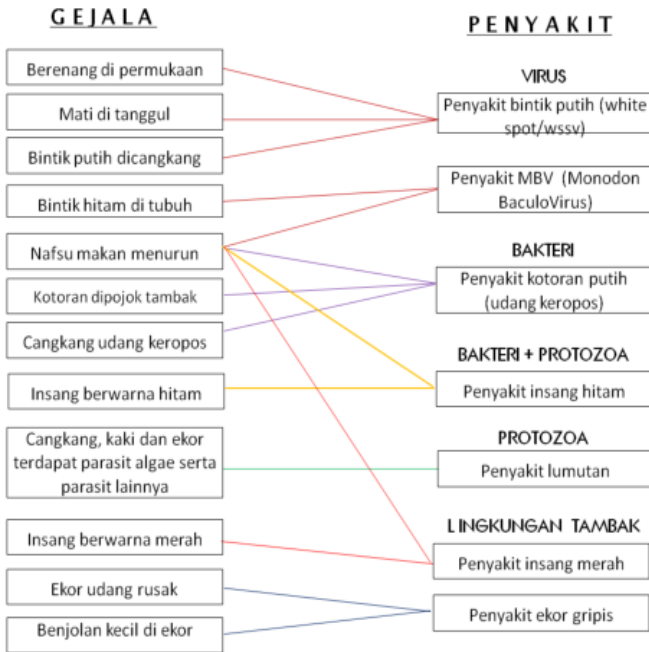 GEJALA
Berenang di permukaan
Mati di tanggul
Bintik putih dicangkang
Bintik hitam di tubuh
Nafsu makan menurun
Kotoran dipojok tambak
Cangkang udang keropos
Insang berwarna hitam
Cangkang, kaki dan ekor
terdapat parasit algae serta
parasit lainnya
Insang berwarna merah
Ekor udang rusak
Benjolan kecil di ekor
PENYAKIT
VIRUS
Penyakit bintik putih (white
spot/wssv)
Penyakit MBV (Monodon
BaculoVirus)
BAKTERI
Penyakit kotoran putih
(udang keropos)
BAKTERI + PROTOZOA
Penyakit insang hitam
PROTOZOA
Penyakit lumutan
LINGKUNGAN TAMBAK
Penyakit insang merah
Penyakit ekor gripis